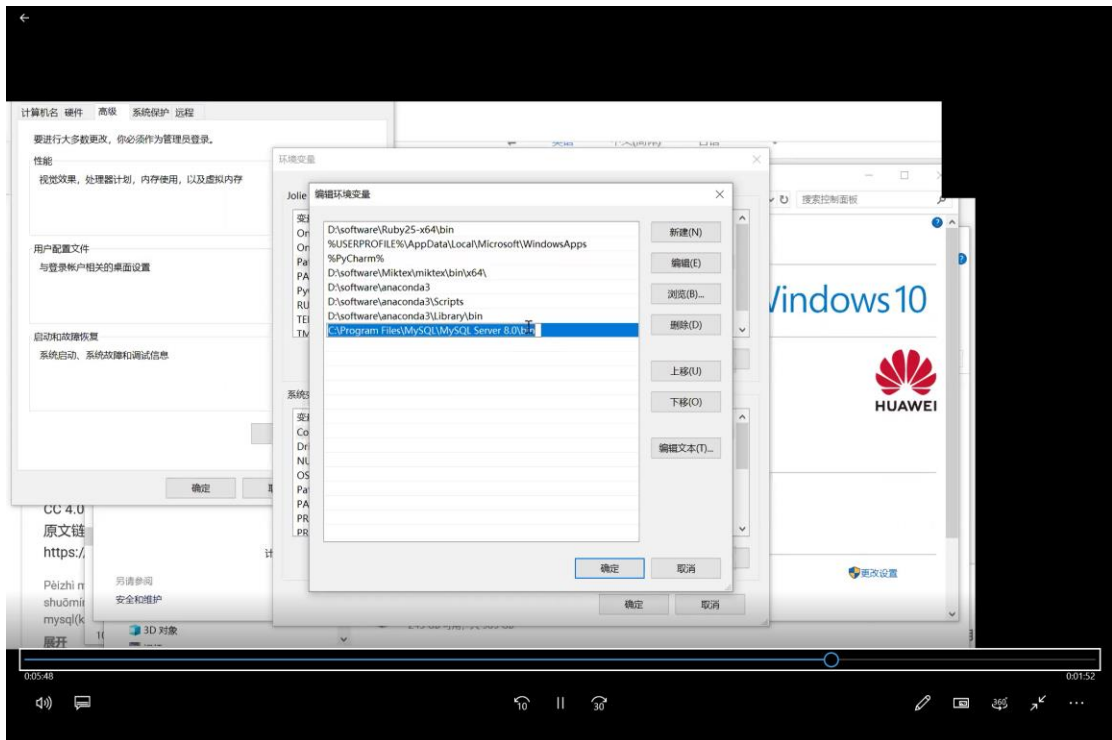 计算机名 硬件 高级 系统保护 远程
要进行大多数更改，你必须作为管理员登录。
性能
视觉效果，处理器计划，内存使用，以及虚拟内存
用户配置文件
与登录帐户相关的桌面设置
启动和故障恢复
系统启动、系统故障和调试信息
确定
环境变量
Jolie
编辑环境变量
D:\software\Ruby25-x64\bin
%USERPROFILE%\AppData\Local\Microsoft\WindowsApps
%PyCharm%
D:\software\Miktex\miktex\bin\x64\
D:\software\anaconda3
D:\software\anaconda3\Scripts
D:\software\anaconda3\Library\bin
C:\Program Files\MySQL\MySQL Server 8.0\bin
新建(N)
编辑(E)
浏览(B)...
删除(D)
上移(U)
下移(O)
编辑文本(T)...
确定 取消
确定 取消
搜索控制面板
indows 10
HUAWEI
更改设置
CC 4.0
原文链
https:/
Pèizhì
shuōmí
mysql(k
展开
另请参阅
安全和维护
3D 对象
0:05:48
0:01:52
10
30
360°